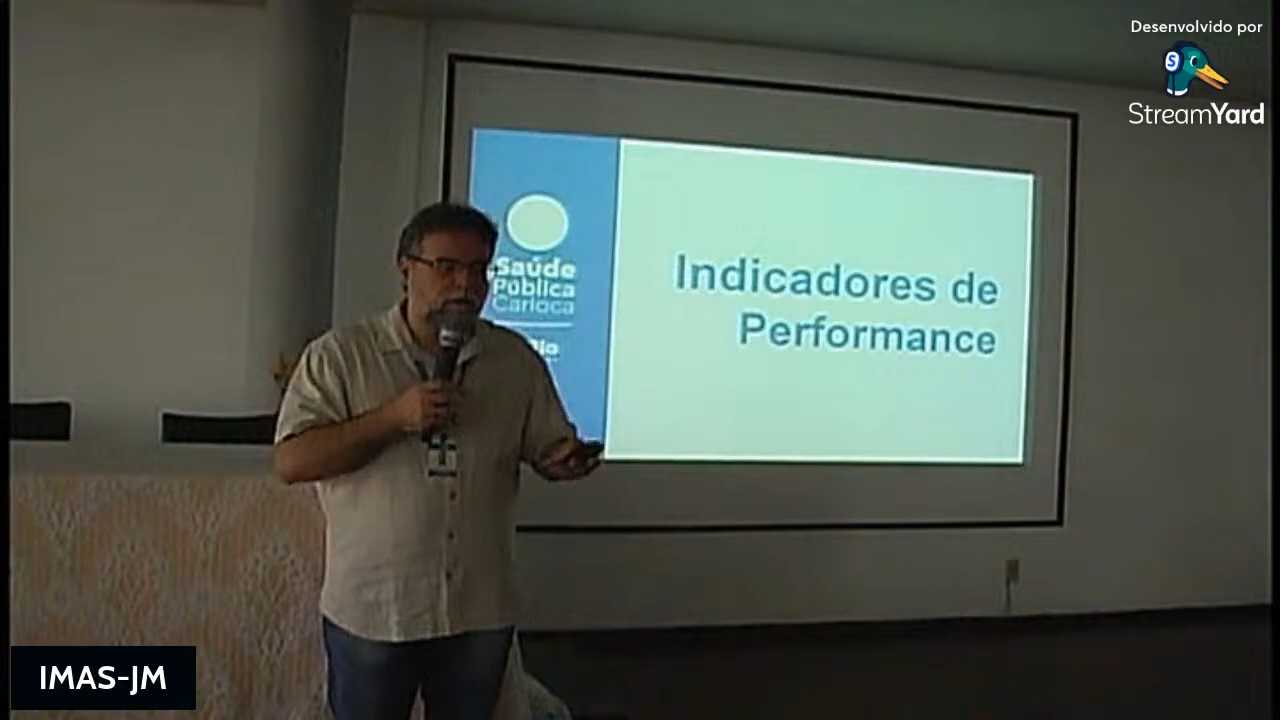 Desenvolvido por
StreamYard
Saúde
Pública
Carioca
Indicadores de
Performance
IMAS-JM